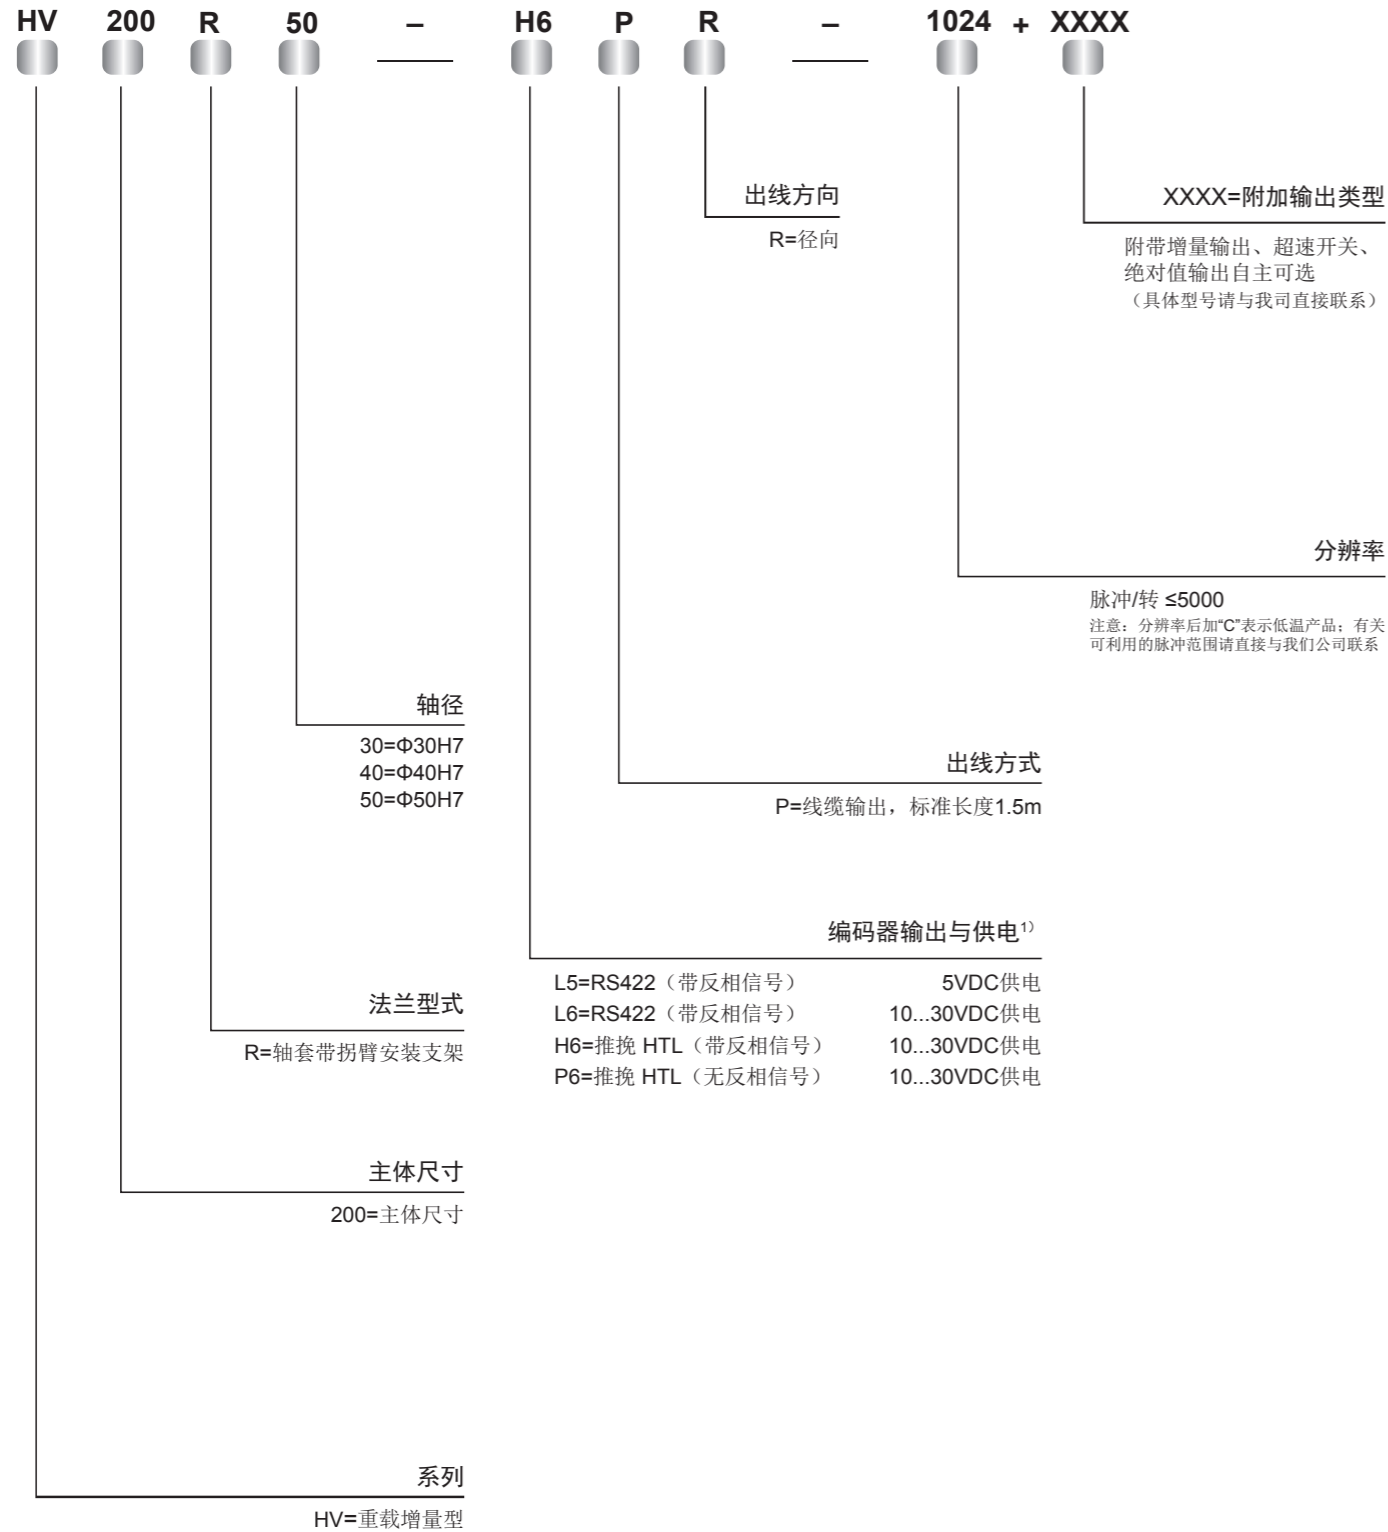 HV 200 R 50 – H6 P R – 1024 + XXXX
出线方向
R=径向
XXXX=附加输出类型
附带增量输出、超速开关、
绝对值输出自主可选
（具体型号请与我司直接联系）
分辨率
脉冲/转 ≤5000
注意：分辨率后加“C”表示低温产品；有关
可利用的脉冲范围请直接与我们公司联系
轴径
30=Φ30H7
40=Φ40H7
50=Φ50H7
出线方式
P=线缆输出，标准长度1.5m
编码器输出与供电1）
L5=RS422（带反相信号） 5VDC供电
L6=RS422（带反相信号） 10...30VDC供电
H6=推挽 HTL（带反相信号） 10...30VDC供电
P6=推挽 HTL（无反相信号） 10...30VDC供电
法兰型式
R=轴套带拐臂安装支架
主体尺寸
200=主体尺寸
系列
HV=重载增量型